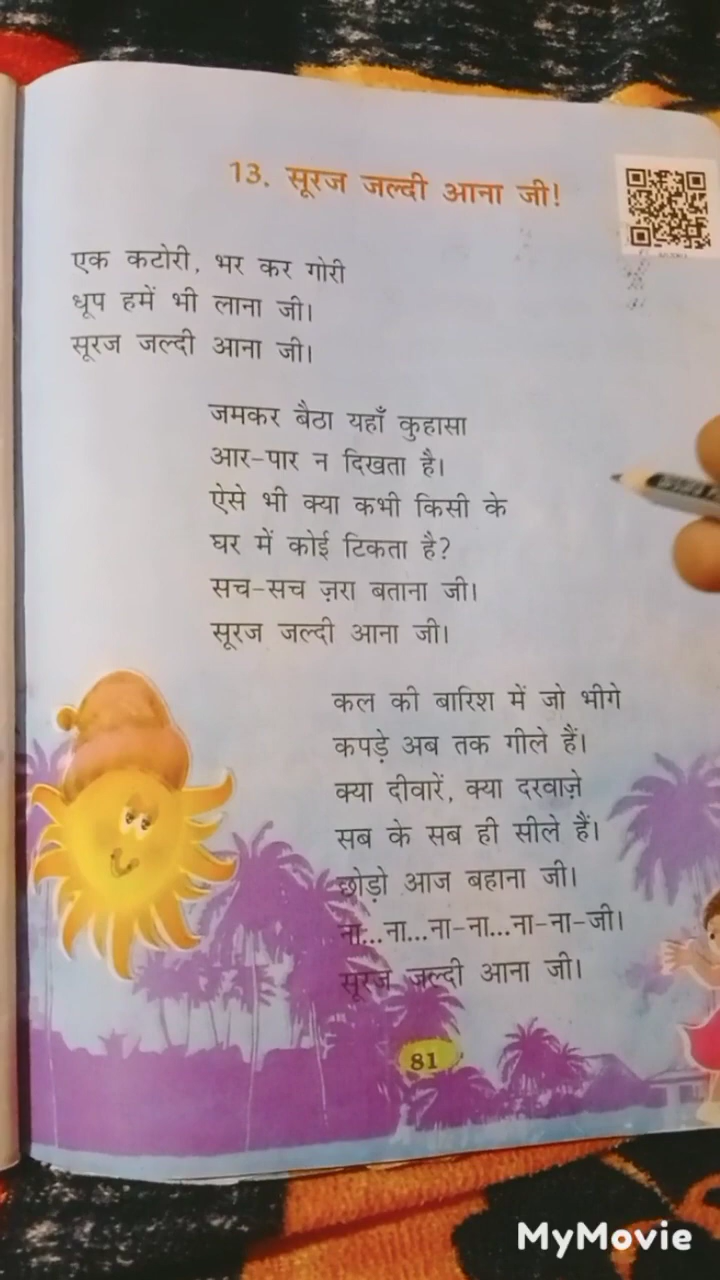 13. सूरज जल्दी आना जी!
एक कटोरी, भर कर गोरी
धूप हमें भी लाना जी।
सूरज जल्दी आना जी।
जमकर बैठा यहाँ कुहासा
आर-पार न दिखता है।
ऐसे भी क्या कभी किसी के
घर में कोई टिकता है?
सच-सच ज़रा बताना जी।
सूरज जल्दी आना जी।
कल की बारिश में जो भीगे
कपड़े अब तक गीले हैं।
क्या दीवारें, क्या दरवाज़े
सब के सब ही सीले हैं।
छोड़ो आज बहाना जी।
ना...ना...ना-ना...ना-ना-जी।
सूरज जल्दी आना जी।
81
MyMovie